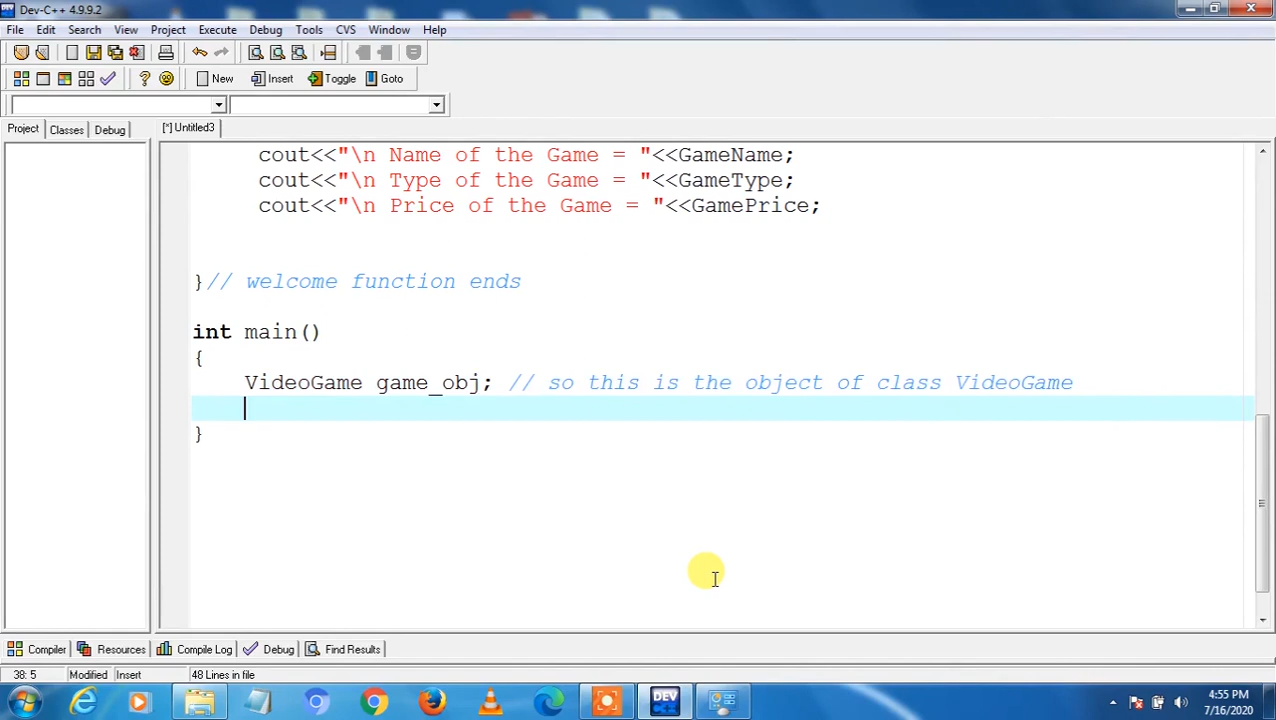 Dev-C++ 4.9.9.2
File Edit Search View Project Execute Debug Tools CVS Window Help
New Insert Toggle Goto
Project Classes Debug [*] Untitled3
cout<<"\n Name of the Game = "<<GameName;
cout<<"\n Type of the Game = "<<GameType;
cout<<"\n Price of the Game = "<<GamePrice;
}// welcome function ends
int main()
{
VideoGame game_obj; // so this is the object of class VideoGame
}
Compiler Resources Compile Log Debug Find Results
38: 5 Modified Insert 48 Lines in file
DEV
4:55 PM
7/16/2020